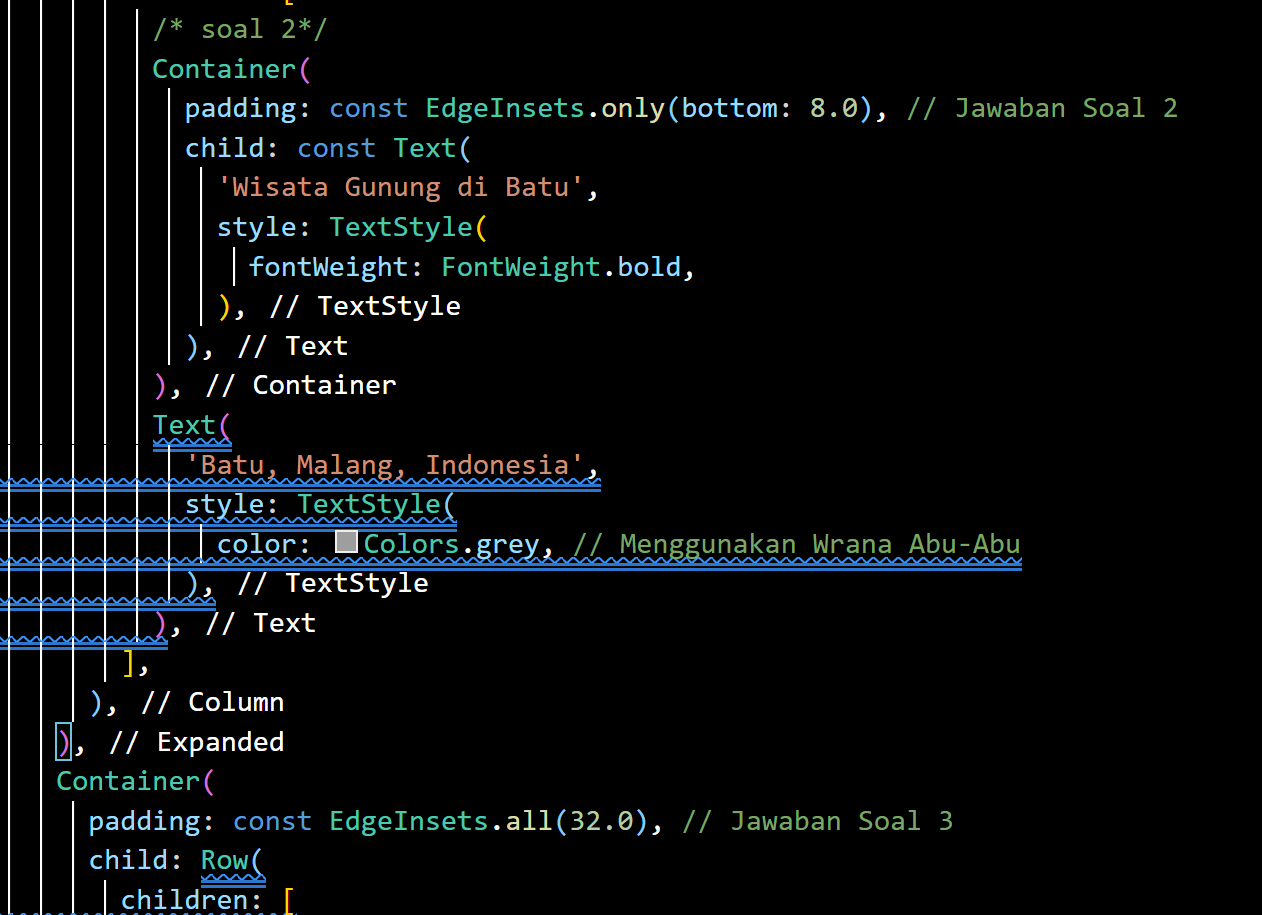 [
/* soal 2*/
Container(
padding: const EdgeInsets.only(bottom: 8.0), // Jawaban Soal 2
child: const Text(
'Wisata Gunung di Batu',
style: TextStyle(
fontWeight: FontWeight.bold,
), // TextStyle
), // Text
), // Container
Text(
'Batu, Malang, Indonesia',
style: TextStyle(
color: Colors.grey, // Menggunakan Wrana Abu-Abu
), // TextStyle
), // Text
],
), // Column
), // Expanded
Container(
padding: const EdgeInsets.all(32.0), // Jawaban Soal 3
child: Row(
children: [